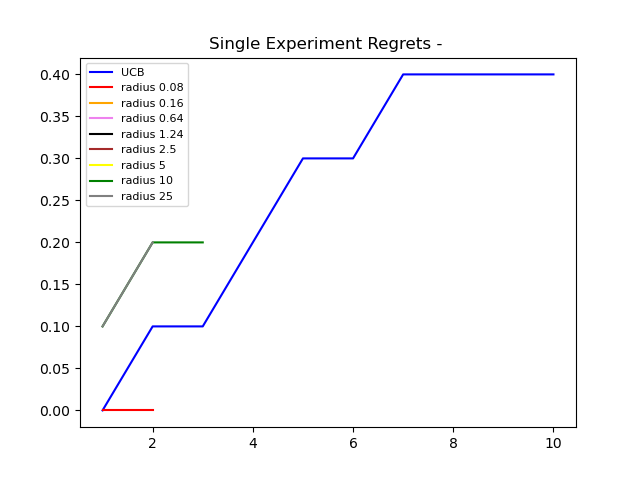 Single Experiment Regrets -
0.40
0.35
0.30
0.25
0.20
0.15
0.10
0.05
0.00
UCB
radius 0.08
radius 0.16
radius 0.64
radius 1.24
radius 2.5
radius 5
radius 10
radius 25
2 4 6 8 10